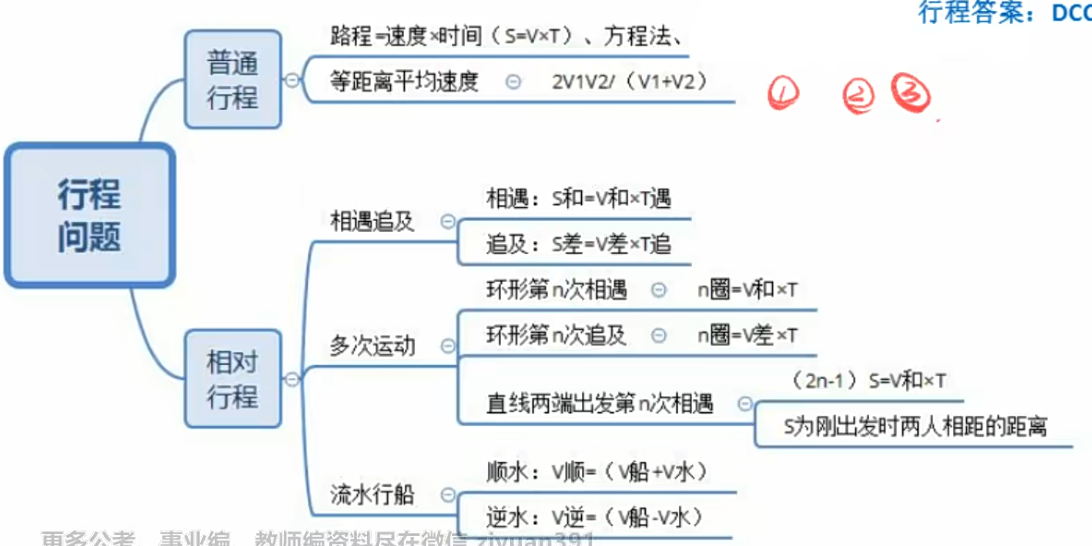 行程答案：DCC
路程=速度×时间（S=V×T）、方程法、
普通
行程
等距离平均速度 2V1V2/（V1+V2）
① ② ③
行程
问题
相遇追及
相遇：S和=V和×T遇
追及：S差=V差×T追
多次运动
环形第n次相遇 n圈=V和×T
环形第n次追及 n圈=V差×T
相对
行程
直线两端出发第n次相遇
（2n-1）S=V和×T
S为刚出发时两人相距的距离
流水行船
顺水：V顺=（V船+V水）
逆水：V逆=（V船-V水）
更多公考、事业编、教师编资料尽在微信 ziyuan391